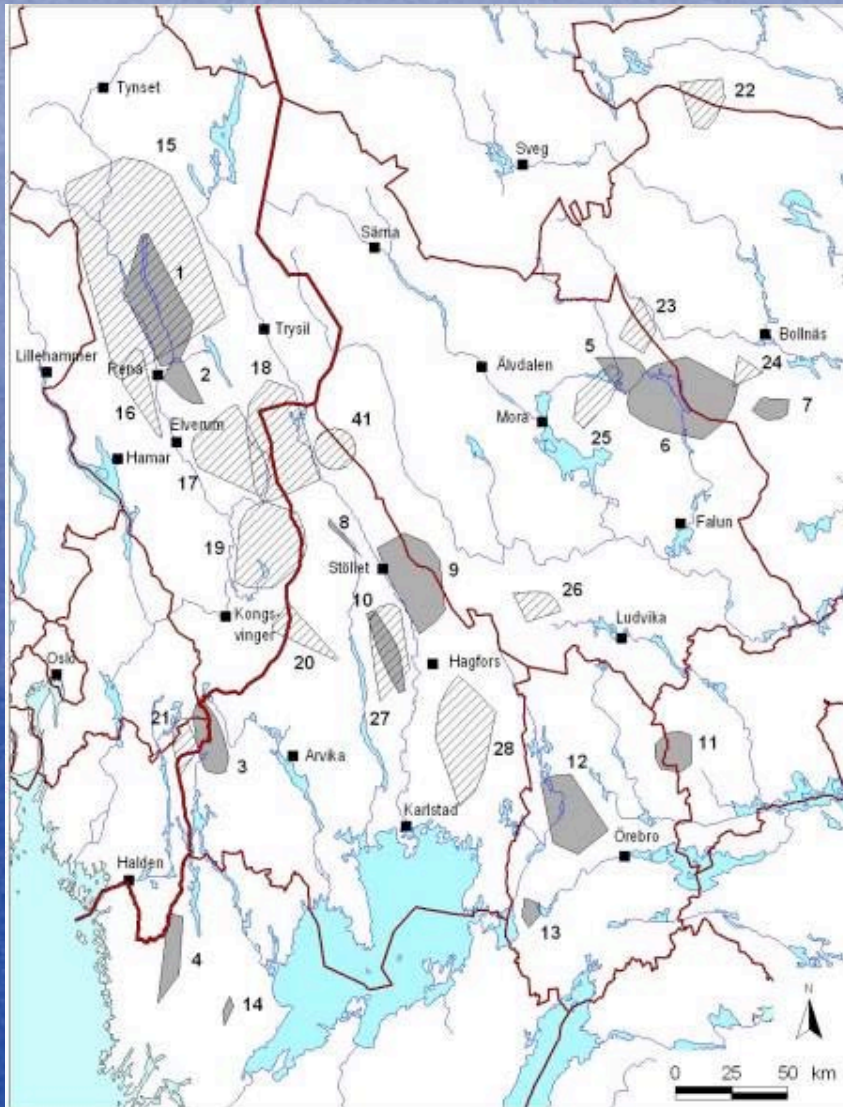 Tynset
22
15
Sveg
Särna
1
23
Trysil
Bollnäs
Lillehammer
5
18
Älvdalen
24
Rena
2
7
16
Elverum
41
Mora
Hamar
25
6
17
8
Falun
19
Stöllet
9
26
10
Kongs-
vinger
Ludvika
20
Hagfors
Oslo
27
21
28
12
11
3
Arvika
Karlstad
Örebro
Halden
13
4
14
N
0 25 50 km